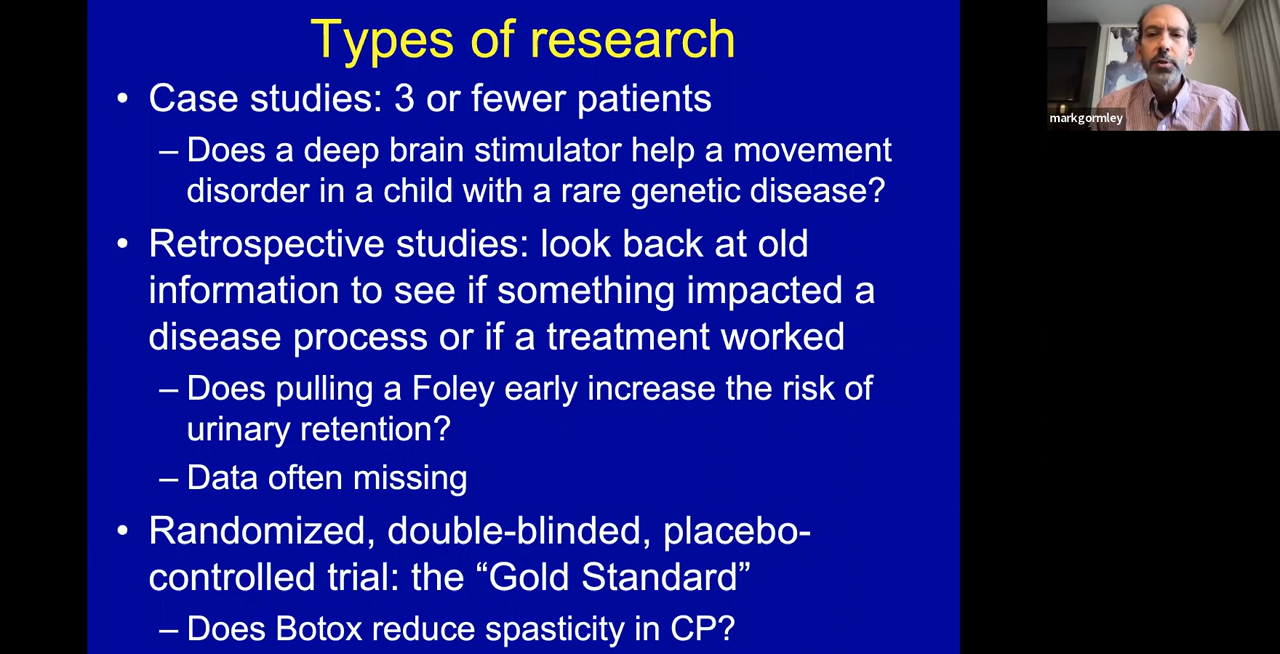 Types of research
• Case studies: 3 or fewer patients
– Does a deep brain stimulator help a movement
disorder in a child with a rare genetic disease?
• Retrospective studies: look back at old
information to see if something impacted a
disease process or if a treatment worked
– Does pulling a Foley early increase the risk of
urinary retention?
– Data often missing
• Randomized, double-blinded, placebo-
controlled trial: the “Gold Standard”
– Does Botox reduce spasticity in CP?
markgormley